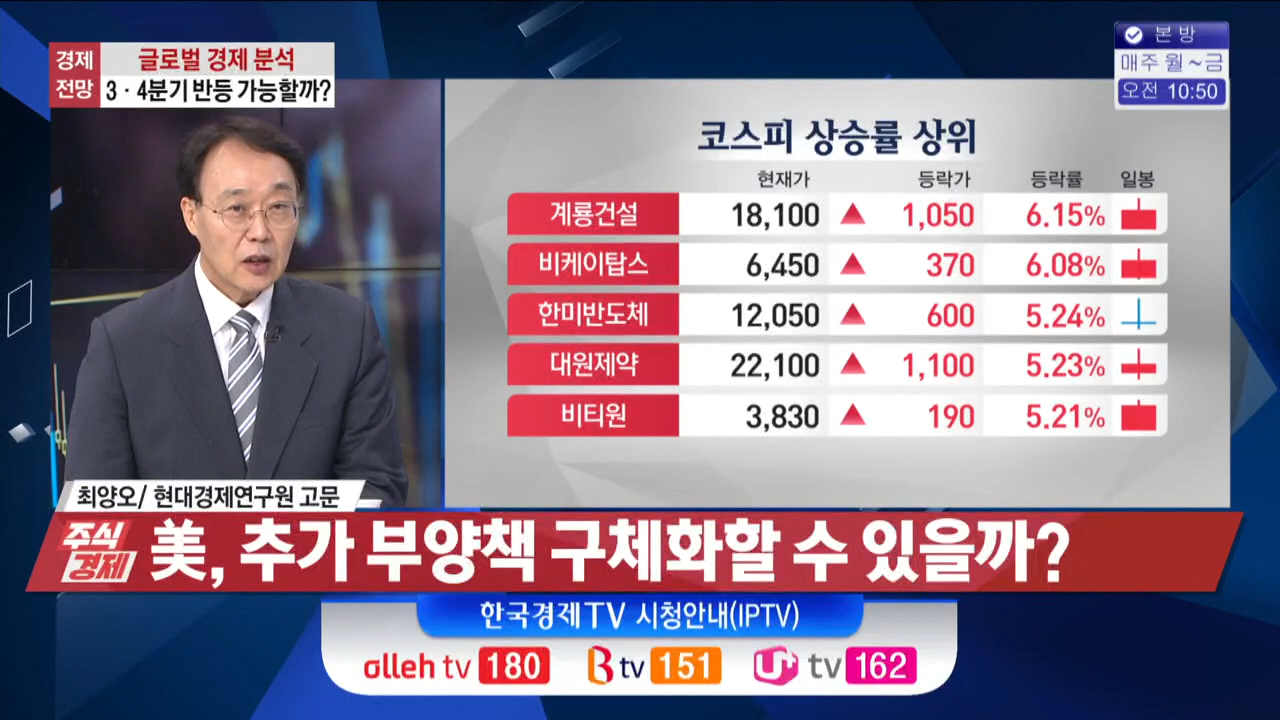 경제
전망
글로벌 경제 분석
3·4분기 반등 가능할까?
본 방
매주 월~금
오전 10:50
코스피 상승률 상위
현재가 등락가 등락률 일봉
계룡건설 18,100 ▲ 1,050 6.15%
비케이탑스 6,450 ▲ 370 6.08%
한미반도체 12,050 ▲ 600 5.24%
대원제약 22,100 ▲ 1,100 5.23%
비티원 3,830 ▲ 190 5.21%
최양오/ 현대경제연구원 고문
주식
경제
美, 추가 부양책 구체화할 수 있을까?
한국경제TV 시청안내(IPTV)
alleh tv 180 B tv 151 U+ tv 162